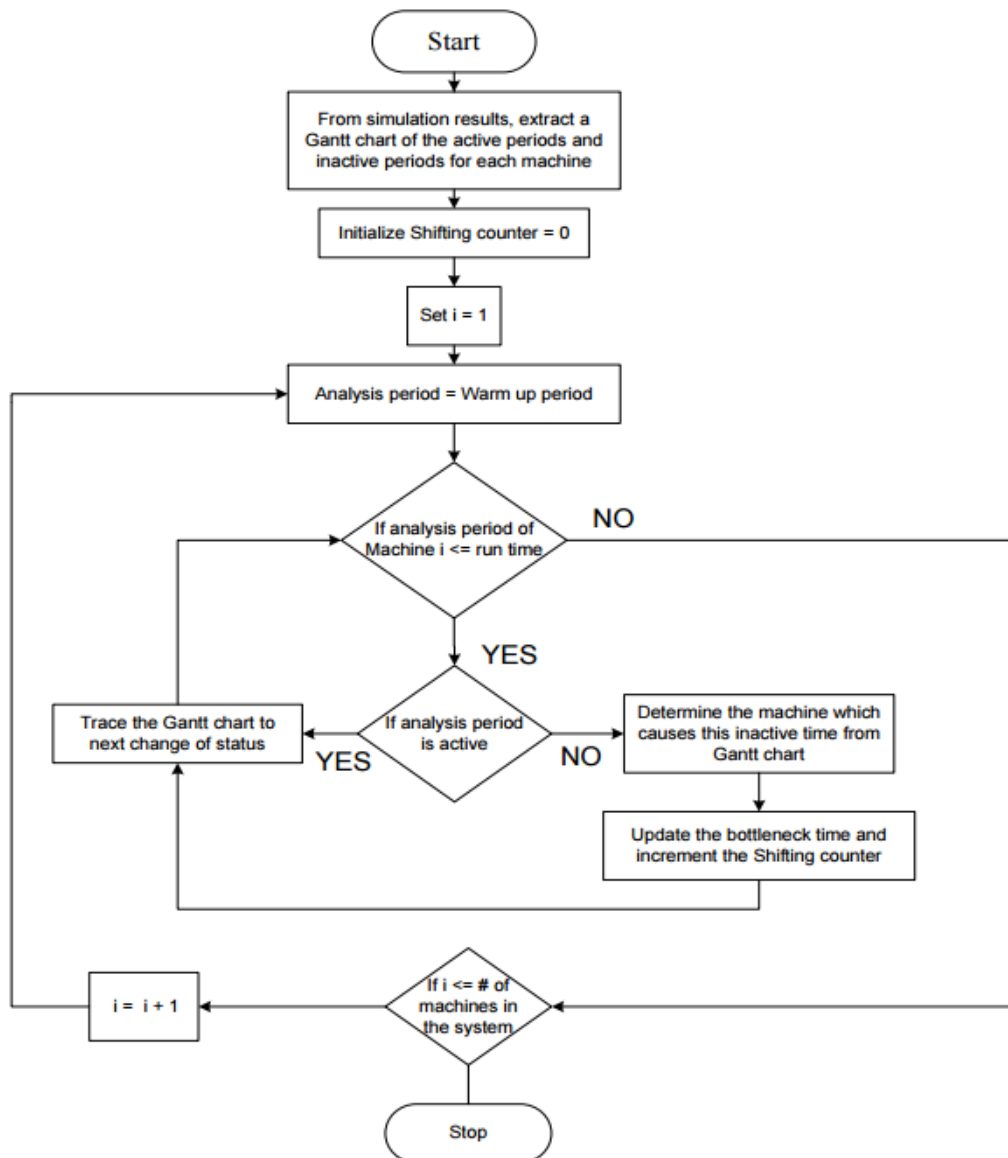 Start
From simulation results, extract a
Gantt chart of the active periods and
inactive periods for each machine
Initialize Shifting counter = 0
Set i = 1
Analysis period = Warm up period
If analysis period of
Machine i <= run time
NO
YES
If analysis period
is active
YES
NO
Trace the Gantt chart to
next change of status
Determine the machine which
causes this inactive time from
Gantt chart
Update the bottleneck time and
increment the Shifting counter
If i <= # of
machines in
the system
i = i + 1
Stop